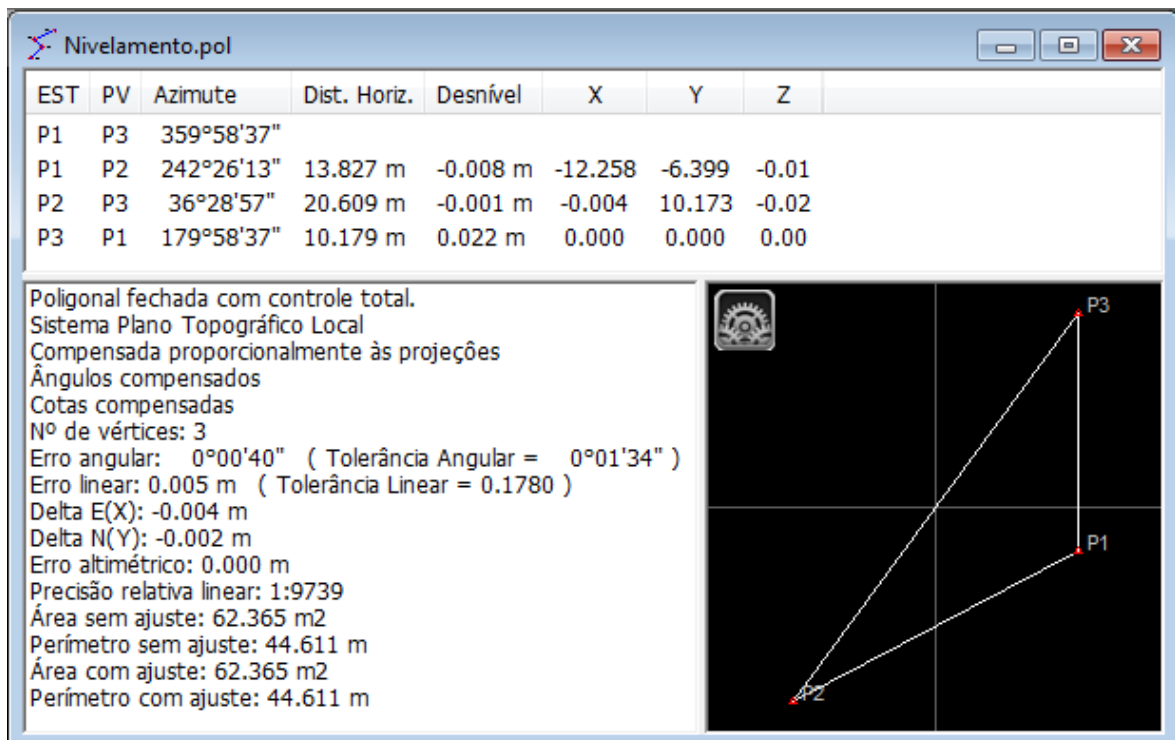 Nivelamento.pol
EST PV Azimute Dist. Horiz. Desnível X Y Z
P1 P3 359°58'37"
P1 P2 242°26'13" 13.827 m -0.008 m -12.258 -6.399 -0.01
P2 P3 36°28'57" 20.609 m -0.001 m -0.004 10.173 -0.02
P3 P1 179°58'37" 10.179 m 0.022 m 0.000 0.000 0.00
Poligonal fechada com controle total.
Sistema Plano Topográfico Local
Compensada proporcionalmente às projeções
Ângulos compensados
Cotas compensadas
Nº de vértices: 3
Erro angular: 0°00'40" ( Tolerância Angular = 0°01'34" )
Erro linear: 0.005 m ( Tolerância Linear = 0.1780 )
Delta E(X): -0.004 m
Delta N(Y): -0.002 m
Erro altimétrico: 0.000 m
Precisão relativa linear: 1:9739
Área sem ajuste: 62.365 m2
Perímetro sem ajuste: 44.611 m
Área com ajuste: 62.365 m2
Perímetro com ajuste: 44.611 m
P3
P1
P2